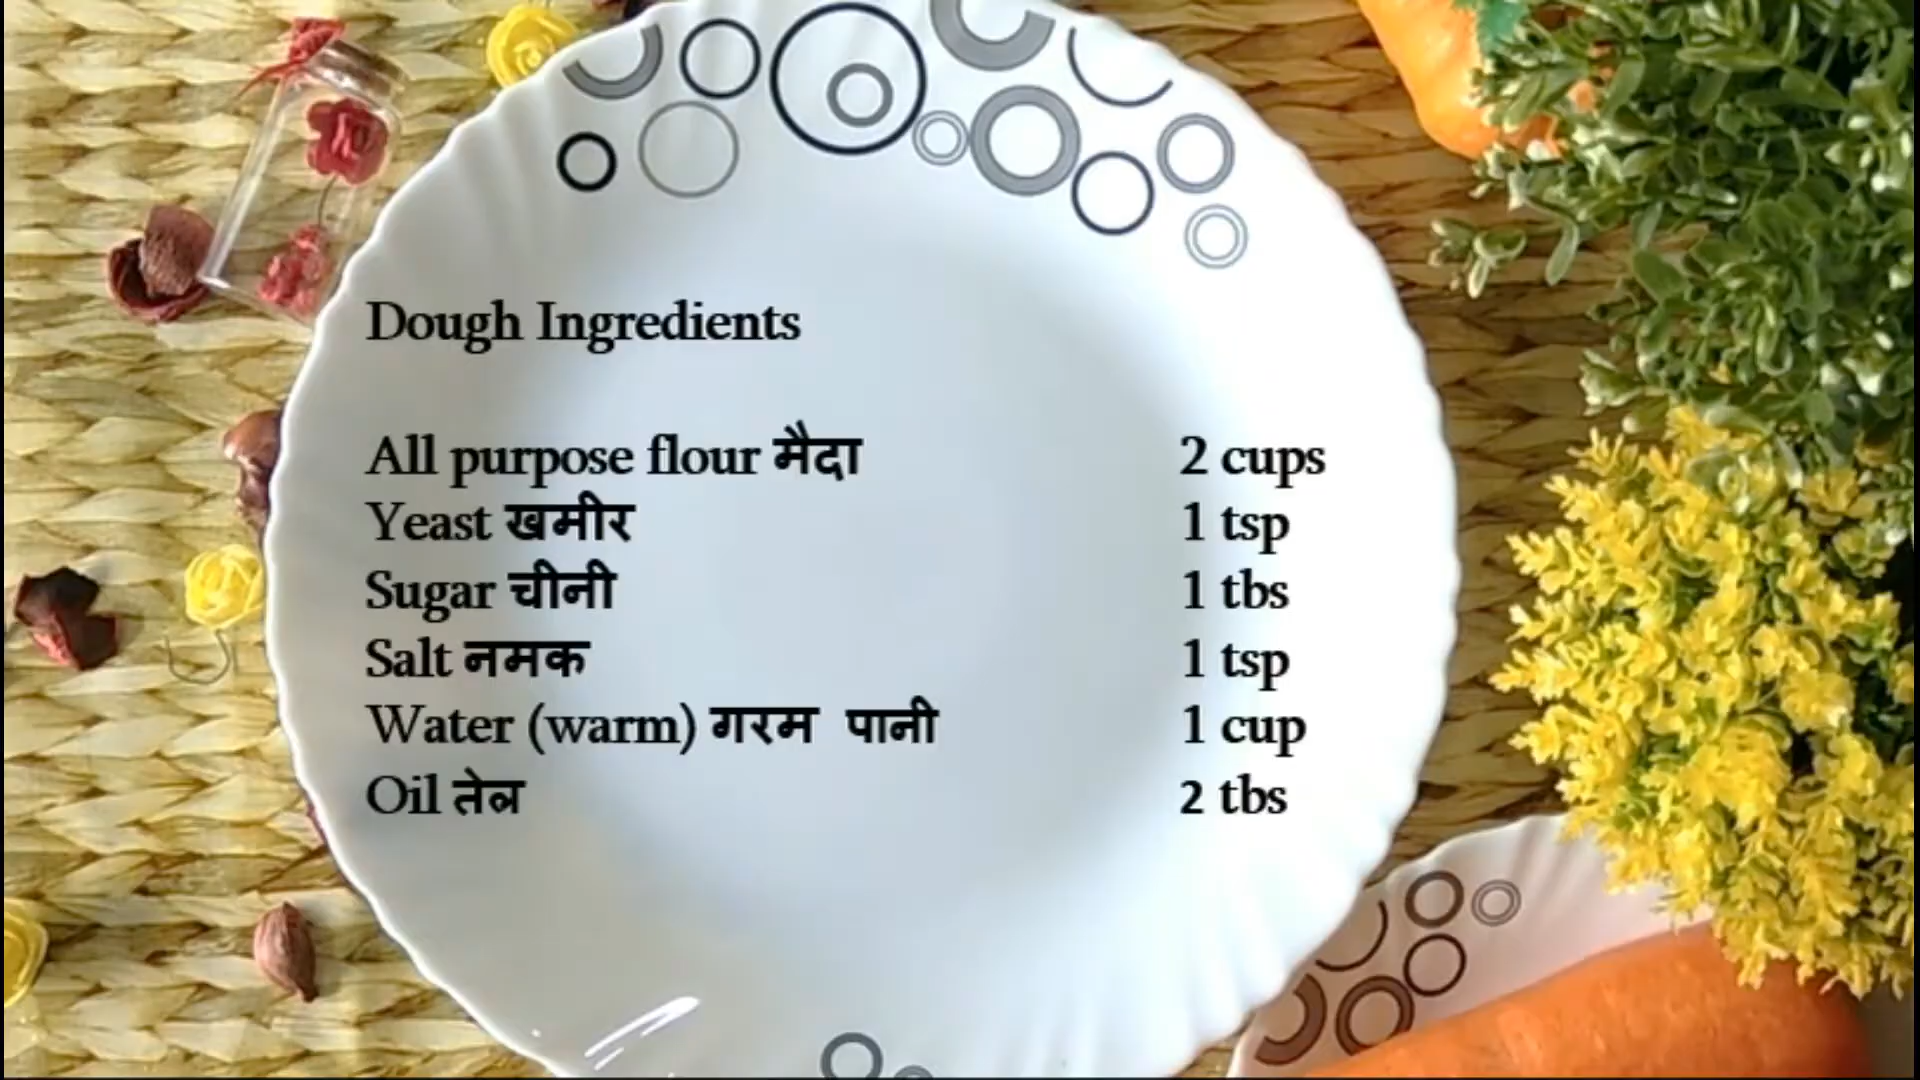 Dough Ingredients
All purpose flour मैदा 2 cups
Yeast खमीर 1 tsp
Sugar चीनी 1 tbs
Salt नमक 1 tsp
Water (warm) गरम पानी 1 cup
Oil तेल 2 tbs